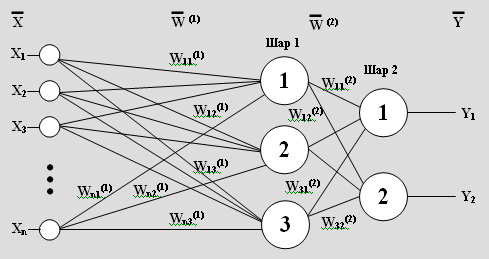 X̅ W̅ (1) W̅ (2) Y̅
Шар 1
Шар 2
X1
W11(1)
1
W11(2)
X2
W12(1)
W12(2)
1
Y1
X3
2
W13(1)
Wn1(1)
Wn2(1)
W31(2)
2
Y2
Xn
Wn3(1)
3
W32(2)